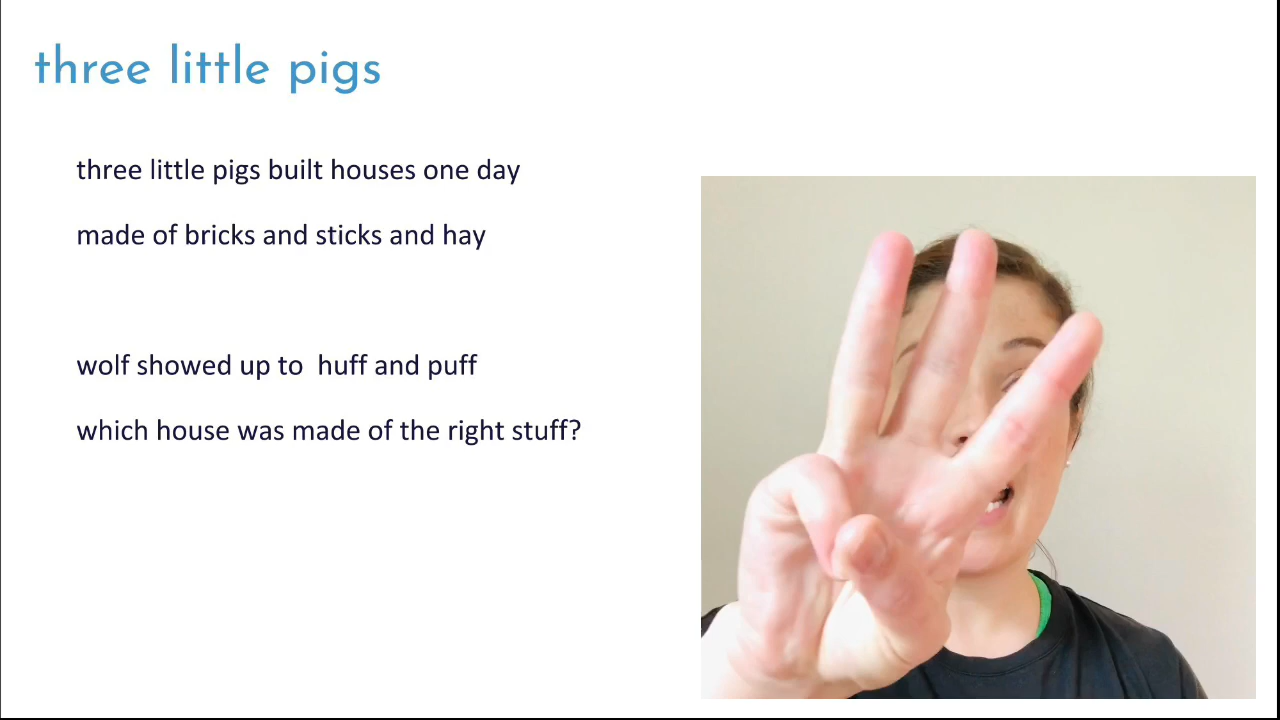 three little pigs
three little pigs built houses one day
made of bricks and sticks and hay
wolf showed up to  huff and puff
which house was made of the right stuff?